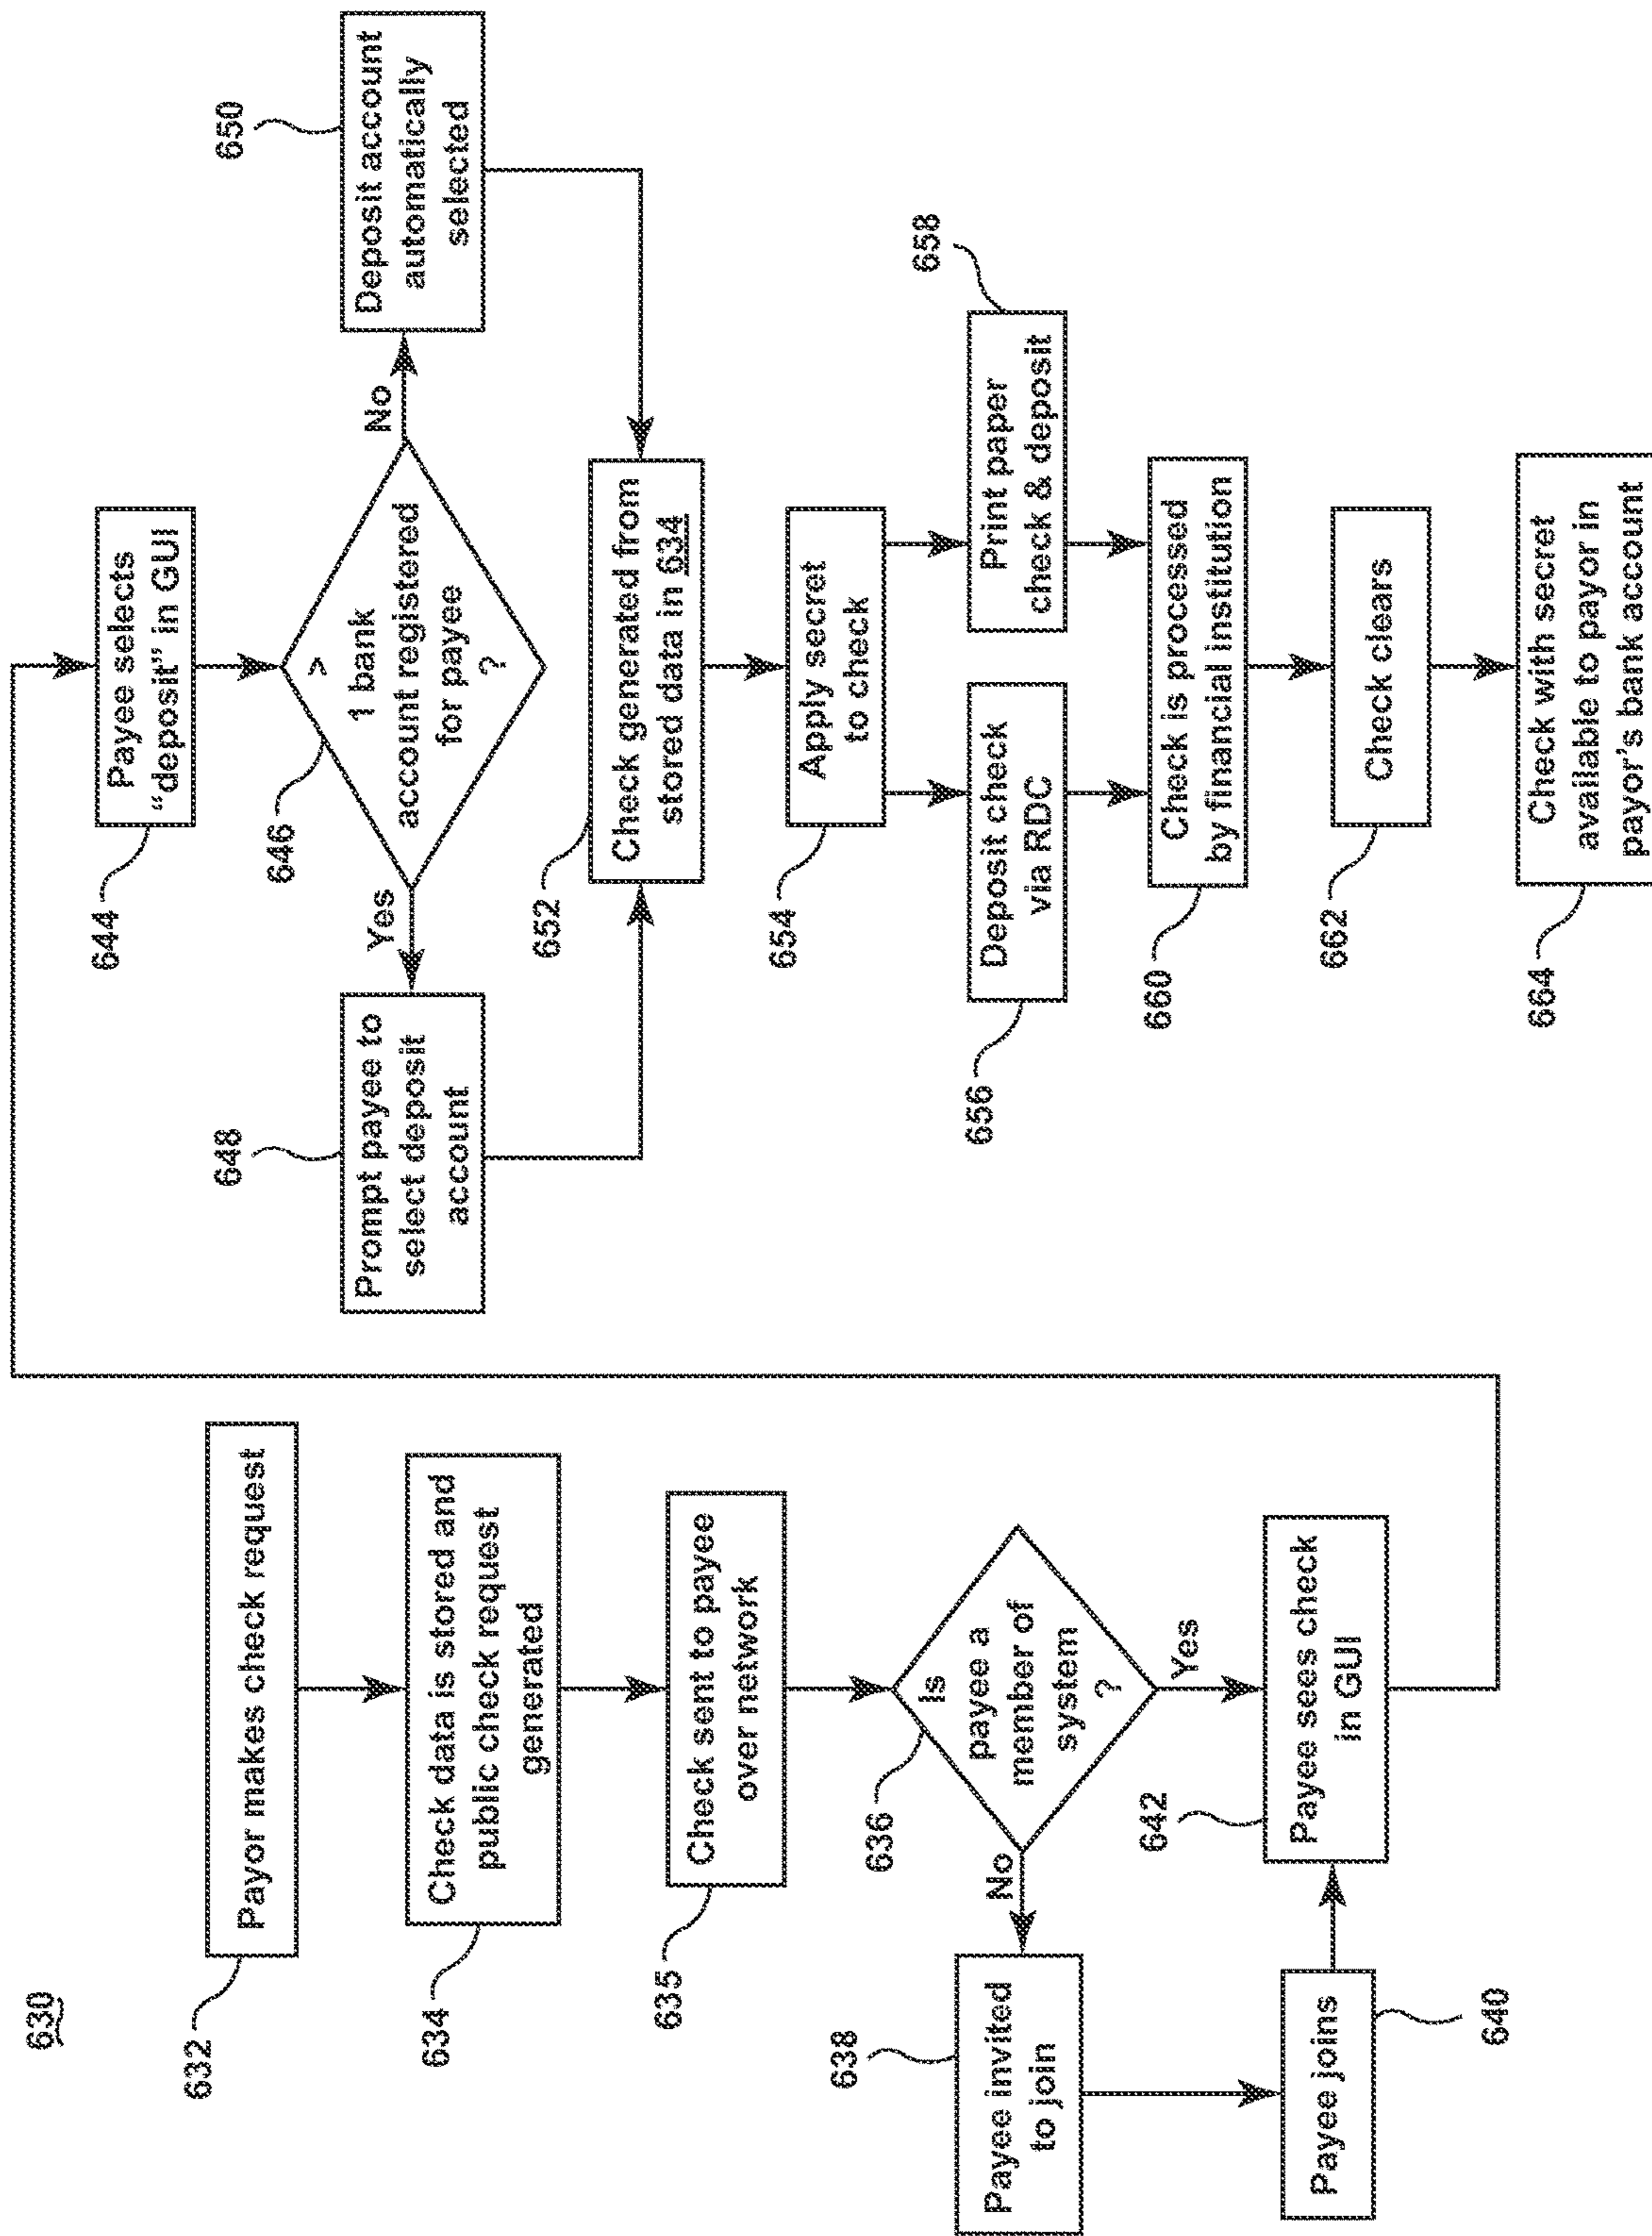 630
632
Payor makes check request
634
Check data is stored and
public check request
generated
635
Check sent to payee
over network
636
Is
payee a
member of
system
?
No
Yes
638
Payee invited
to join
640
Payee joins
642
Payee sees check
in GUI
644
Payee selects
“deposit” in GUI
646
>
1 bank
account registered
for payee
?
Yes
No
648
Prompt payee to
select deposit
account
650
Deposit account
automatically
selected
652
Check generated from
stored data in 634
654
Apply secret
to check
656
Deposit check
via RDC
658
Print paper
check & deposit
660
Check is processed
by financial institution
662
Check clears
664
Check with secret
available to payor in
payor’s bank account